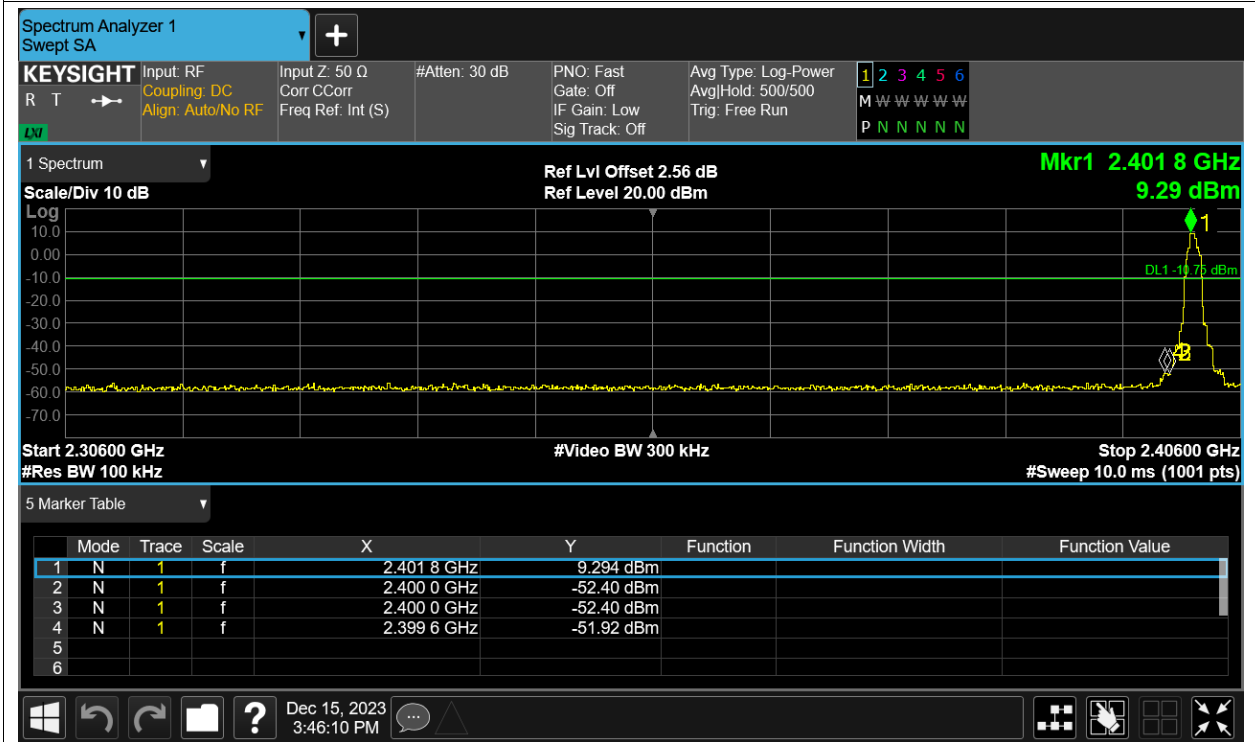 Spectrum Analyzer 1
Swept SA
+
KEYSIGHT Input: RF Input Z: 50 Ω #Atten: 30 dB PNO: Fast Avg Type: Log-Power 1 2 3 4 5 6
R T Coupling: DC Corr CCorr Gate: Off Avg|Hold: 500/500 M W W W W W
Align: Auto/No RF Freq Ref: Int (S) IF Gain: Low Trig: Free Run
LXI Sig Track: Off P N N N N N
1 Spectrum Ref Lvl Offset 2.56 dB Mkr1 2.401 8 GHz
Scale/Div 10 dB Ref Level 20.00 dBm 9.29 dBm
Log
1
10.0
0.00
DL1 -10.75 dBm
-10.0
-20.0
-30.0
-40.0
-50.0
-60.0
-70.0
Start 2.30600 GHz #Video BW 300 kHz Stop 2.40600 GHz
#Res BW 100 kHz #Sweep 10.0 ms (1001 pts)
5 Marker Table
Mode Trace Scale X Y Function Function Width Function Value
1 N 1 f 2.401 8 GHz 9.294 dBm
2 N 1 f 2.400 0 GHz -52.40 dBm
3 N 1 f 2.400 0 GHz -52.40 dBm
4 N 1 f 2.399 6 GHz -51.92 dBm
5
6
? Dec 15, 2023
3:46:10 PM